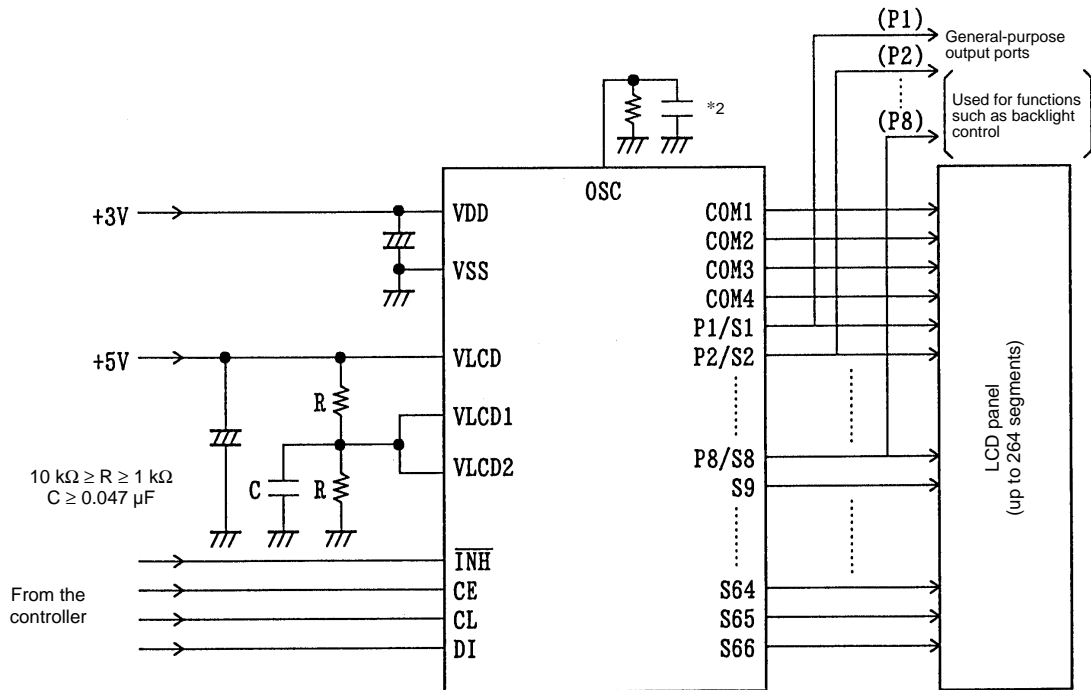 (P1)
General-purpose
output ports
(P2)
(P8)
Used for functions
such as backlight
control
*2
OSC
+3V
VDD
VSS
+5V
VLCD
R
VLCD1
VLCD2
C
R
10 kΩ ≥ R ≥ 1 kΩ
C ≥ 0.047 µF
From the
controller
I̅N̅H̅
CE
CL
DI
COM1
COM2
COM3
COM4
P1/S1
P2/S2
P8/S8
S9
S64
S65
S66
LCD panel
(up to 264 segments)